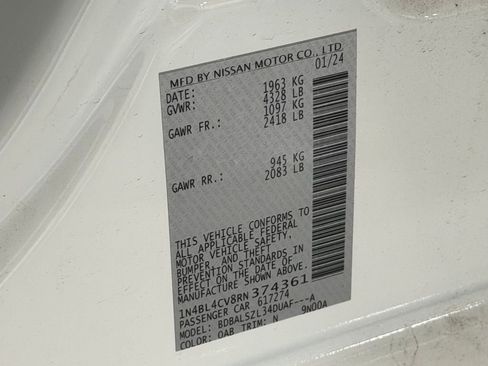 MFD BY NISSAN MOTOR CO., LTD
DATE: 01/24
GVWR: 1963 KG
4328 LB
GAWR FR.: 1097 KG
2418 LB
GAWR RR.: 945 KG
2083 LB
THIS VEHICLE CONFORMS TO
ALL APPLICABLE FEDERAL
MOTOR VEHICLE SAFETY,
BUMPER, AND THEFT
PREVENTION STANDARDS IN
EFFECT ON THE DATE OF
MANUFACTURE SHOWN ABOVE.
1N4BL4CV8RN374361
PASSENGER CAR 617274
MODEL: BDBALSZL34DUAF---A
COLOR: QAB TRIM: N 9N00A